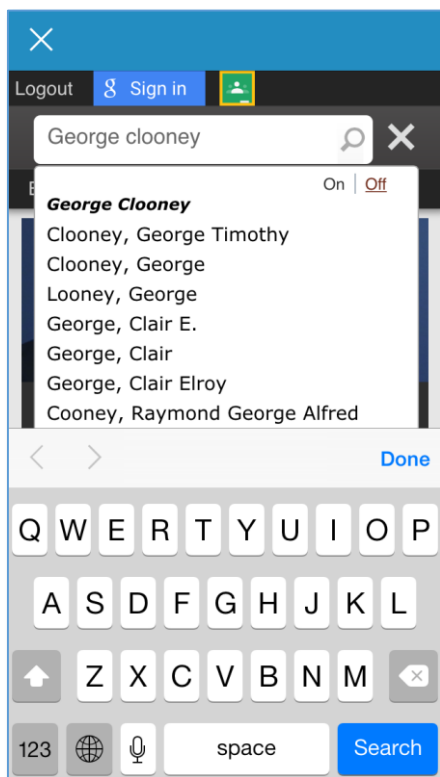 Logout g Sign in
George clooney
On | Off
George Clooney
Clooney, George Timothy
Clooney, George
Looney, George
George, Clair E.
George, Clair
George, Clair Elroy
Cooney, Raymond George Alfred
Done
Q W E R T Y U I O P
A S D F G H J K L
Z X C V B N M
123 space Search